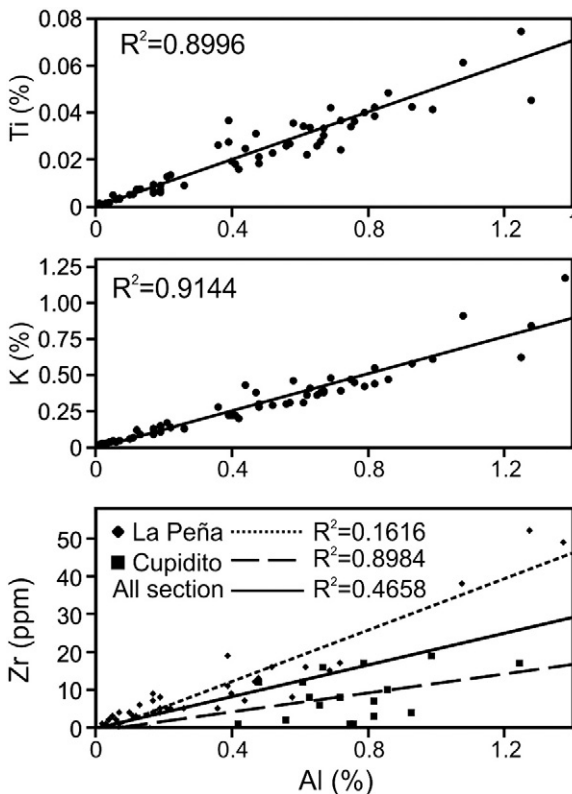 0.08
R²=0.8996
0.06
Ti (%)
0.04
0.02
0
0 0.4 0.8 1.2
1.25
R²=0.9144
1.00
K (%)
0.75
0.50
0.25
0 0.4 0.8 1.2
La Peña R²=0.1616
50
Cupidito R²=0.8984
40
All section R²=0.4658
Zr (ppm)
30
20
10
0
0 0.4 0.8 1.2
Al (%)